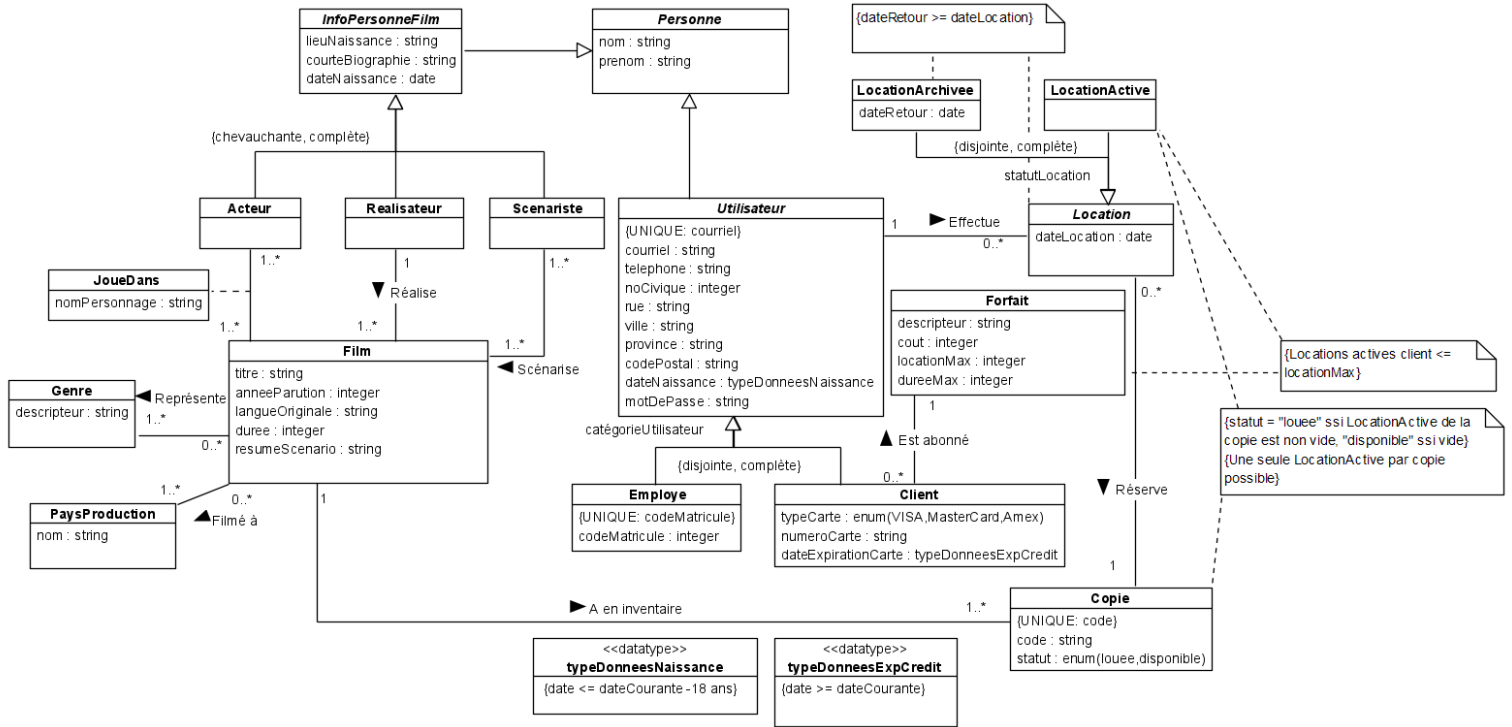 InfoPersonneFilm
lieuNaissance : string
courteBiographie : string
dateNaissance : date
Personne
nom : string
prenom : string
{dateRetour >= dateLocation}
LocationArchivee
dateRetour : date
LocationActive
{chevauchante, complète}
{disjointe, complète}
statutLocation
Acteur
Realisateur
Scenariste
Utilisateur
{UNIQUE: courriel}
courriel : string
telephone : string
noCivique : integer
rue : string
ville : string
province : string
codePostal : string
dateNaissance : typeDonneesNaissance
motDePasse : string
1
Effectue
0..*
Location
dateLocation : date
1..*
1
1..*
JoueDans
nomPersonnage : string
Réalise
1..*
1..*
1..*
Scénarise
Film
titre : string
anneeParution : integer
langueOriginale : string
duree : integer
resumeScenario : string
Forfait
descripteur : string
cout : integer
locationMax : integer
dureeMax : integer
0..*
{Locations actives client <=
locationMax}
Genre
descripteur : string
Représente
1..*
0..*
1
Est abonné
0..*
{statut = "louee" ssi LocationActive de la
copie est non vide, "disponible" ssi vide}
{Une seule LocationActive par copie
possible}
catégorieUtilisateur
{disjointe, complète}
Réserve
1..*
0..*
1
Filmé à
PaysProduction
nom : string
Employe
{UNIQUE: codeMatricule}
codeMatricule : integer
Client
typeCarte : enum(VISA,MasterCard,Amex)
numeroCarte : string
dateExpirationCarte : typeDonneesExpCredit
1
A en inventaire
1..*
Copie
{UNIQUE: code}
code : string
statut : enum(louee,disponible)
<<datatype>>
typeDonneesNaissance
{date <= dateCourante -18 ans}
<<datatype>>
typeDonneesExpCredit
{date >= dateCourante}